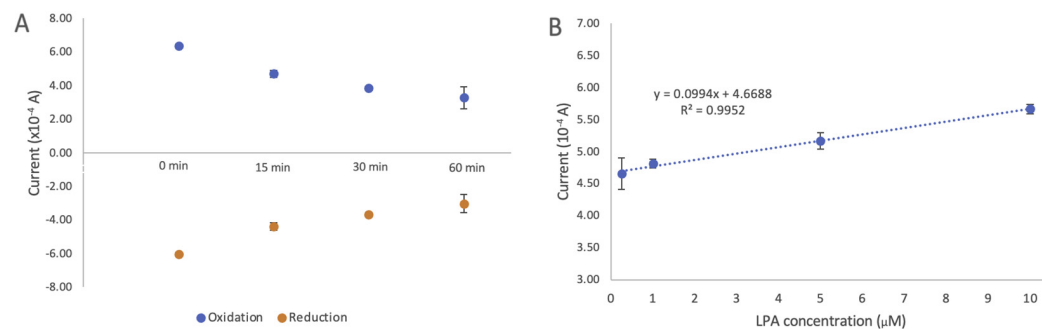 A
8.00
6.00
4.00
2.00
0.00
-2.00
-4.00
-6.00
-8.00
Current (x10⁻⁴ A)
0 min 15 min 30 min 60 min
Oxidation Reduction
B
7.00
6.50
6.00
5.50
5.00
4.50
4.00
3.50
3.00
Current (10⁻⁴ A)
y = 0.0994x + 4.6688
R² = 0.9952
0 1 2 3 4 5 6 7 8 9 10
LPA concentration (μM)